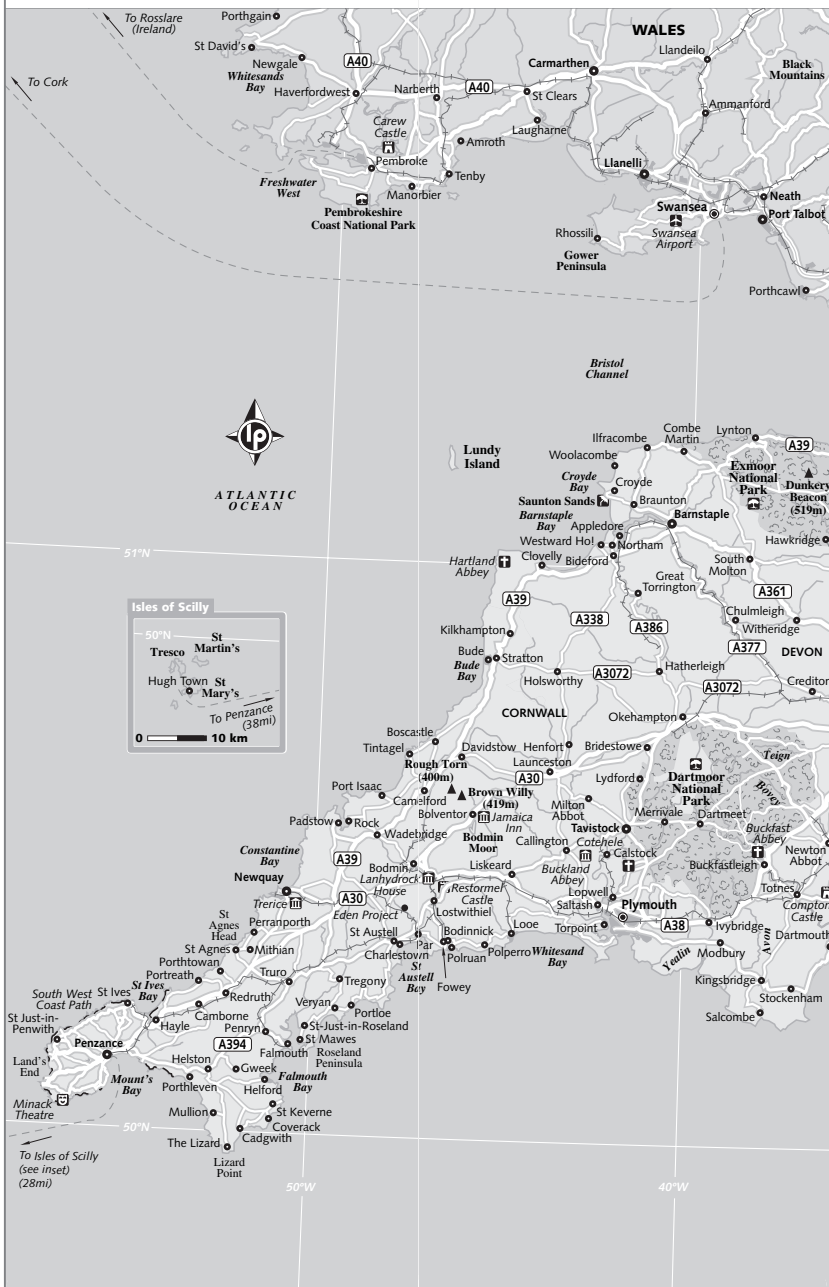 To Rosslare
(Ireland)
Porthgain
WALES
St David's
Llandeilo
Newgale
A40
Carmarthen
Black
Mountains
To Cork
Whitesands
Bay
Haverfordwest
Narberth
A40
St Clears
Ammanford
Carew
Castle
Laugharne
Amroth
Pembroke
Llanelli
Freshwater
West
Tenby
Manorbier
Neath
Pembrokeshire
Coast National Park
Swansea
Port Talbot
Swansea
Airport
Rhossili
Gower
Peninsula
Porthcawl
Bristol
Channel
lp
ATLANTIC
OCEAN
Lundy
Island
Ilfracombe
Combe
Martin
Lynton
A39
Woolacombe
Croyde
Bay
Croyde
Exmoor
National
Park
Dunkery
Beacon
(519m)
Saunton Sands
Braunton
Barnstaple
Bay
Barnstaple
Appledore
Hawkridge
Westward Ho!
Northam
51°N
Hartland
Abbey
Clovelly
Bideford
South
Molton
Great
Torrington
A39
A361
Isles of Scilly
50°N
St
Martin's
Tresco
Hugh Town
St
Mary's
To Penzance
(38mi)
0
10 km
A338
A386
Chulmleigh
Witheridge
Kilkhampton
A377
DEVON
Bude
Stratton
Bude
Bay
Holsworthy
A3072
Hatherleigh
A3072
Crediton
CORNWALL
Okehampton
Boscastle
Tintagel
Davidstow
Henfort
Bridestowe
Teign
Rough Torn
(400m)
Launceston
A30
Lydford
Dartmoor
National
Park
Bovey
Port Isaac
Camelford
Brown Willy
(419m)
Milton
Abbot
Bolventor
Jamaica
Inn
Merrivale
Dartmeet
Padstow
Rock
Tavistock
Buckfast
Abbey
Wadebridge
Bodmin
Moor
Callington
Cotehele
Calstock
Newton
Abbot
Constantine
Bay
A39
Bodmin
Liskeard
Buckland
Abbey
Buckfastleigh
Lanhydrock
House
Newquay
Restormel
Castle
Lopwell
Totnes
Trerice
A30
Eden Project
Lostwithiel
Saltash
Plymouth
Compton
Castle
St
Agnes
Head
Perranporth
St Austell
Bodinnick
Looe
Torpoint
A38
Ivybridge
Avon
Dartmouth
St Agnes
Mithian
Par
Charlestown
Polruan
Polperro
Whitesand
Bay
Yealm
Modbury
Porthtowan
St
Austell
Bay
Portreath
Truro
Tregony
Fowey
Kingsbridge
South West
Coast Path
St Ives
St Ives
Bay
Redruth
Stockenham
St Just-in-
Penwith
Camborne
Veryan
Portloe
Salcombe
Hayle
Penryn
St-Just-in-Roseland
Penzance
A394
Falmouth
St Mawes
Land's
End
Helston
Gweek
Roseland
Peninsula
Mount's
Bay
Porthleven
Helford
Falmouth
Bay
Minack
Theatre
Mullion
St Keverne
50°N
Coverack
Cadgwith
The Lizard
To Isles of Scilly
(see inset)
(28mi)
Lizard
Point
50°W
40°W